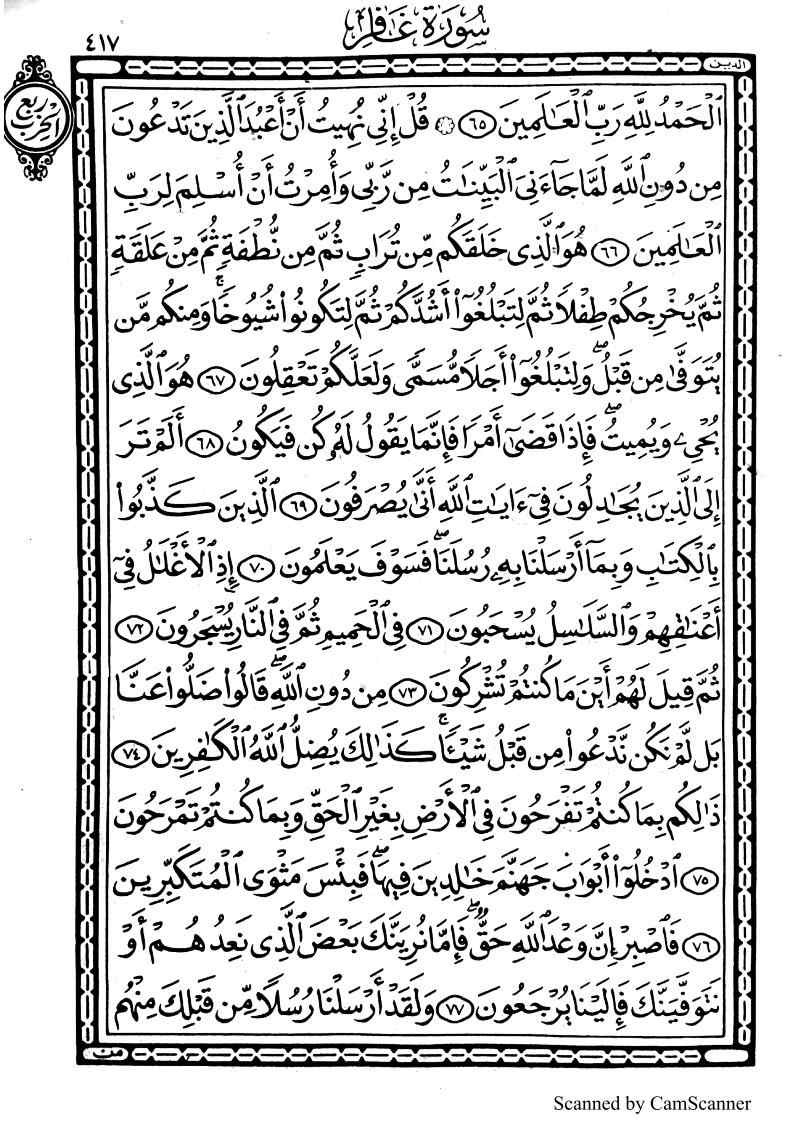 سُورَةُ غَافِرٍ
٤١٧
الدين
ربع الحزب
ٱلْحَمْدُ لِلَّهِ رَبِّ ٱلْعَٰلَمِينَ ٦٥ ۞ قُلْ إِنِّي نُهِيتُ أَنْ أَعْبُدَ ٱلَّذِينَ تَدْعُونَ
مِن دُونِ ٱللَّهِ لَمَّا جَآءَنِيَ ٱلْبَيِّنَٰتُ مِن رَّبِّي وَأُمِرْتُ أَنْ أُسْلِمَ لِرَبِّ
ٱلْعَٰلَمِينَ ٦٦ هُوَ ٱلَّذِي خَلَقَكُم مِّن تُرَابٍ ثُمَّ مِن نُّطْفَةٍ ثُمَّ مِنْ عَلَقَةٍ
ثُمَّ يُخْرِجُكُمْ طِفْلًا ثُمَّ لِتَبْلُغُوٓا۟ أَشُدَّكُمْ ثُمَّ لِتَكُونُوا۟ شُيُوخًا ۚ وَمِنكُم مَّن
يُتَوَفَّىٰ مِن قَبْلُ ۖ وَلِتَبْلُغُوٓا۟ أَجَلًا مُّسَمًّى وَلَعَلَّكُمْ تَعْقِلُونَ ٦٧ هُوَ ٱلَّذِي
يُحْيِۦ وَيُمِيتُ ۖ فَإِذَا قَضَىٰٓ أَمْرًا فَإِنَّمَا يَقُولُ لَهُۥ كُن فَيَكُونُ ٦٨ أَلَمْ تَرَ
إِلَى ٱلَّذِينَ يُجَٰدِلُونَ فِيٓ ءَايَٰتِ ٱللَّهِ أَنَّىٰ يُصْرَفُونَ ٦٩ ٱلَّذِينَ كَذَّبُوا۟
بِٱلْكِتَٰبِ وَبِمَآ أَرْسَلْنَا بِهِۦ رُسُلَنَا ۖ فَسَوْفَ يَعْلَمُونَ ٧٠ إِذِ ٱلْأَغْلَٰلُ فِيٓ
أَعْنَٰقِهِمْ وَٱلسَّلَٰسِلُ يُسْحَبُونَ ٧١ فِي ٱلْحَمِيمِ ثُمَّ فِي ٱلنَّارِ يُسْجَرُونَ ٧٢
ثُمَّ قِيلَ لَهُمْ أَيْنَ مَا كُنتُمْ تُشْرِكُونَ ٧٣ مِن دُونِ ٱللَّهِ ۖ قَالُوا۟ ضَلُّوا۟ عَنَّا
بَل لَّمْ نَكُن نَّدْعُوا۟ مِن قَبْلُ شَيْـًٔا ۚ كَذَٰلِكَ يُضِلُّ ٱللَّهُ ٱلْكَٰفِرِينَ ٧٤
ذَٰلِكُم بِمَا كُنتُمْ تَفْرَحُونَ فِي ٱلْأَرْضِ بِغَيْرِ ٱلْحَقِّ وَبِمَا كُنتُمْ تَمْرَحُونَ
٧٥ ٱدْخُلُوٓا۟ أَبْوَٰبَ جَهَنَّمَ خَٰلِدِينَ فِيهَا ۖ فَبِئْسَ مَثْوَى ٱلْمُتَكَبِّرِينَ
٧٦ فَٱصْبِرْ إِنَّ وَعْدَ ٱللَّهِ حَقٌّ ۖ فَإِمَّا نُرِيَنَّكَ بَعْضَ ٱلَّذِي نَعِدُهُمْ أَوْ
نَتَوَفَّيَنَّكَ فَإِلَيْنَا يُرْجَعُونَ ٧٧ وَلَقَدْ أَرْسَلْنَا رُسُلًا مِّن قَبْلِكَ مِنْهُم
من
Scanned by CamScanner